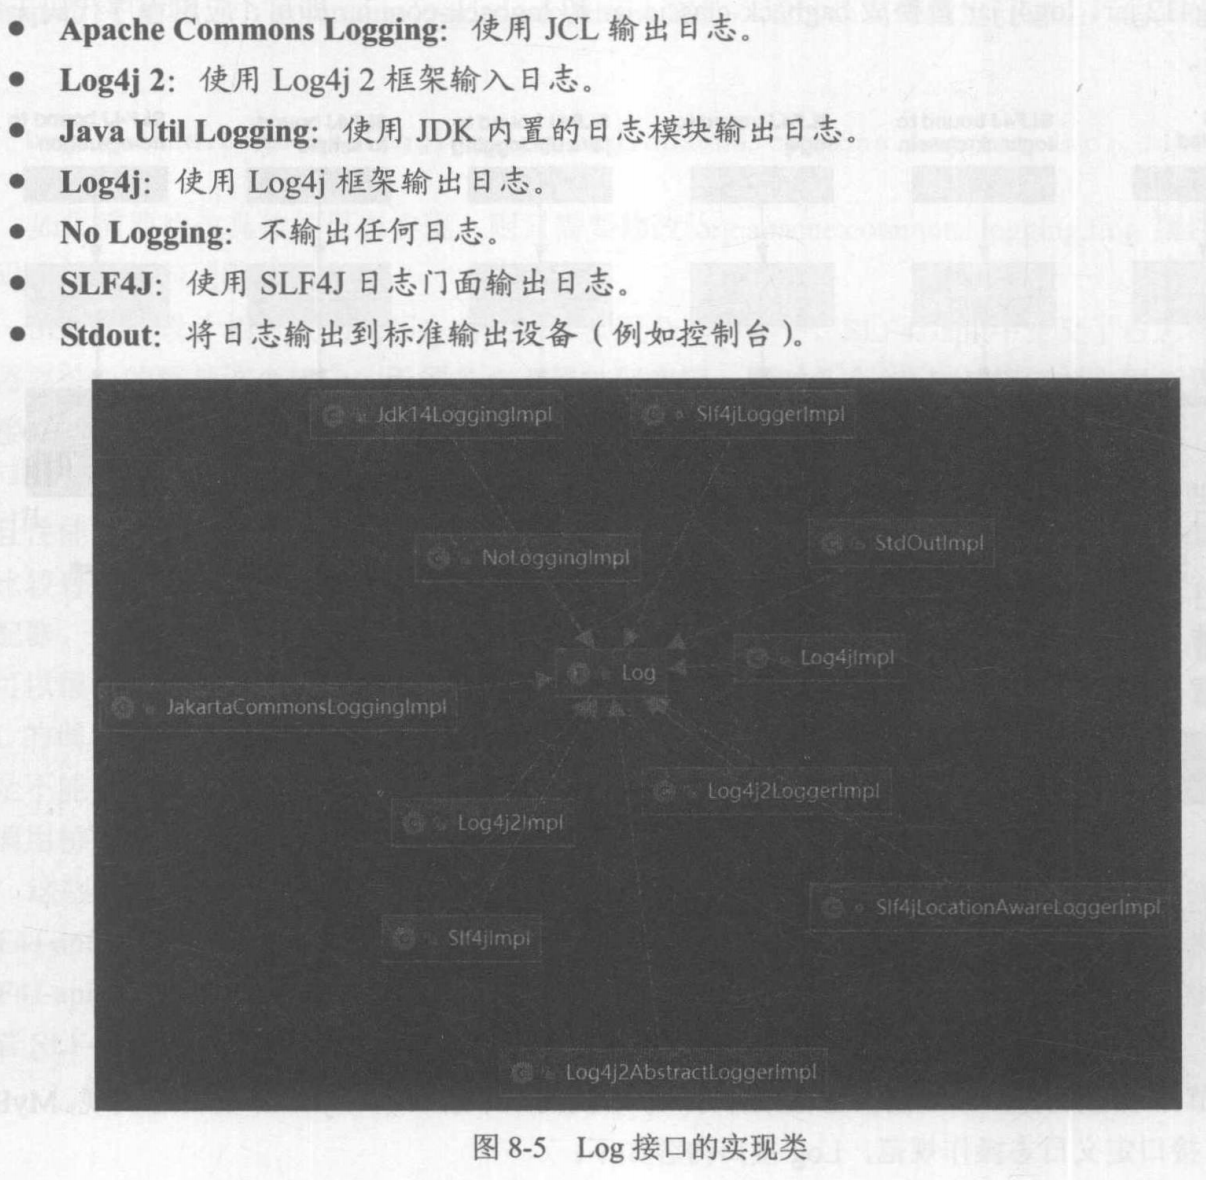 ● Apache Commons Logging：使用 JCL 输出日志。
● Log4j 2：使用 Log4j 2 框架输入日志。
● Java Util Logging：使用 JDK 内置的日志模块输出日志。
● Log4j：使用 Log4j 框架输出日志。
● No Logging：不输出任何日志。
● SLF4J：使用 SLF4J 日志门面输出日志。
● Stdout：将日志输出到标准输出设备（例如控制台）。
Jdk14LoggingImpl
Slf4jLoggerImpl
NoLoggingImpl
StdOutImpl
Log4jImpl
Log
JakartaCommonsLoggingImpl
Log4j2LoggerImpl
Log4j2Impl
Slf4jLocationAwareLoggerImpl
Slf4jImpl
Log4j2AbstractLoggerImpl
图 8-5 Log 接口的实现类